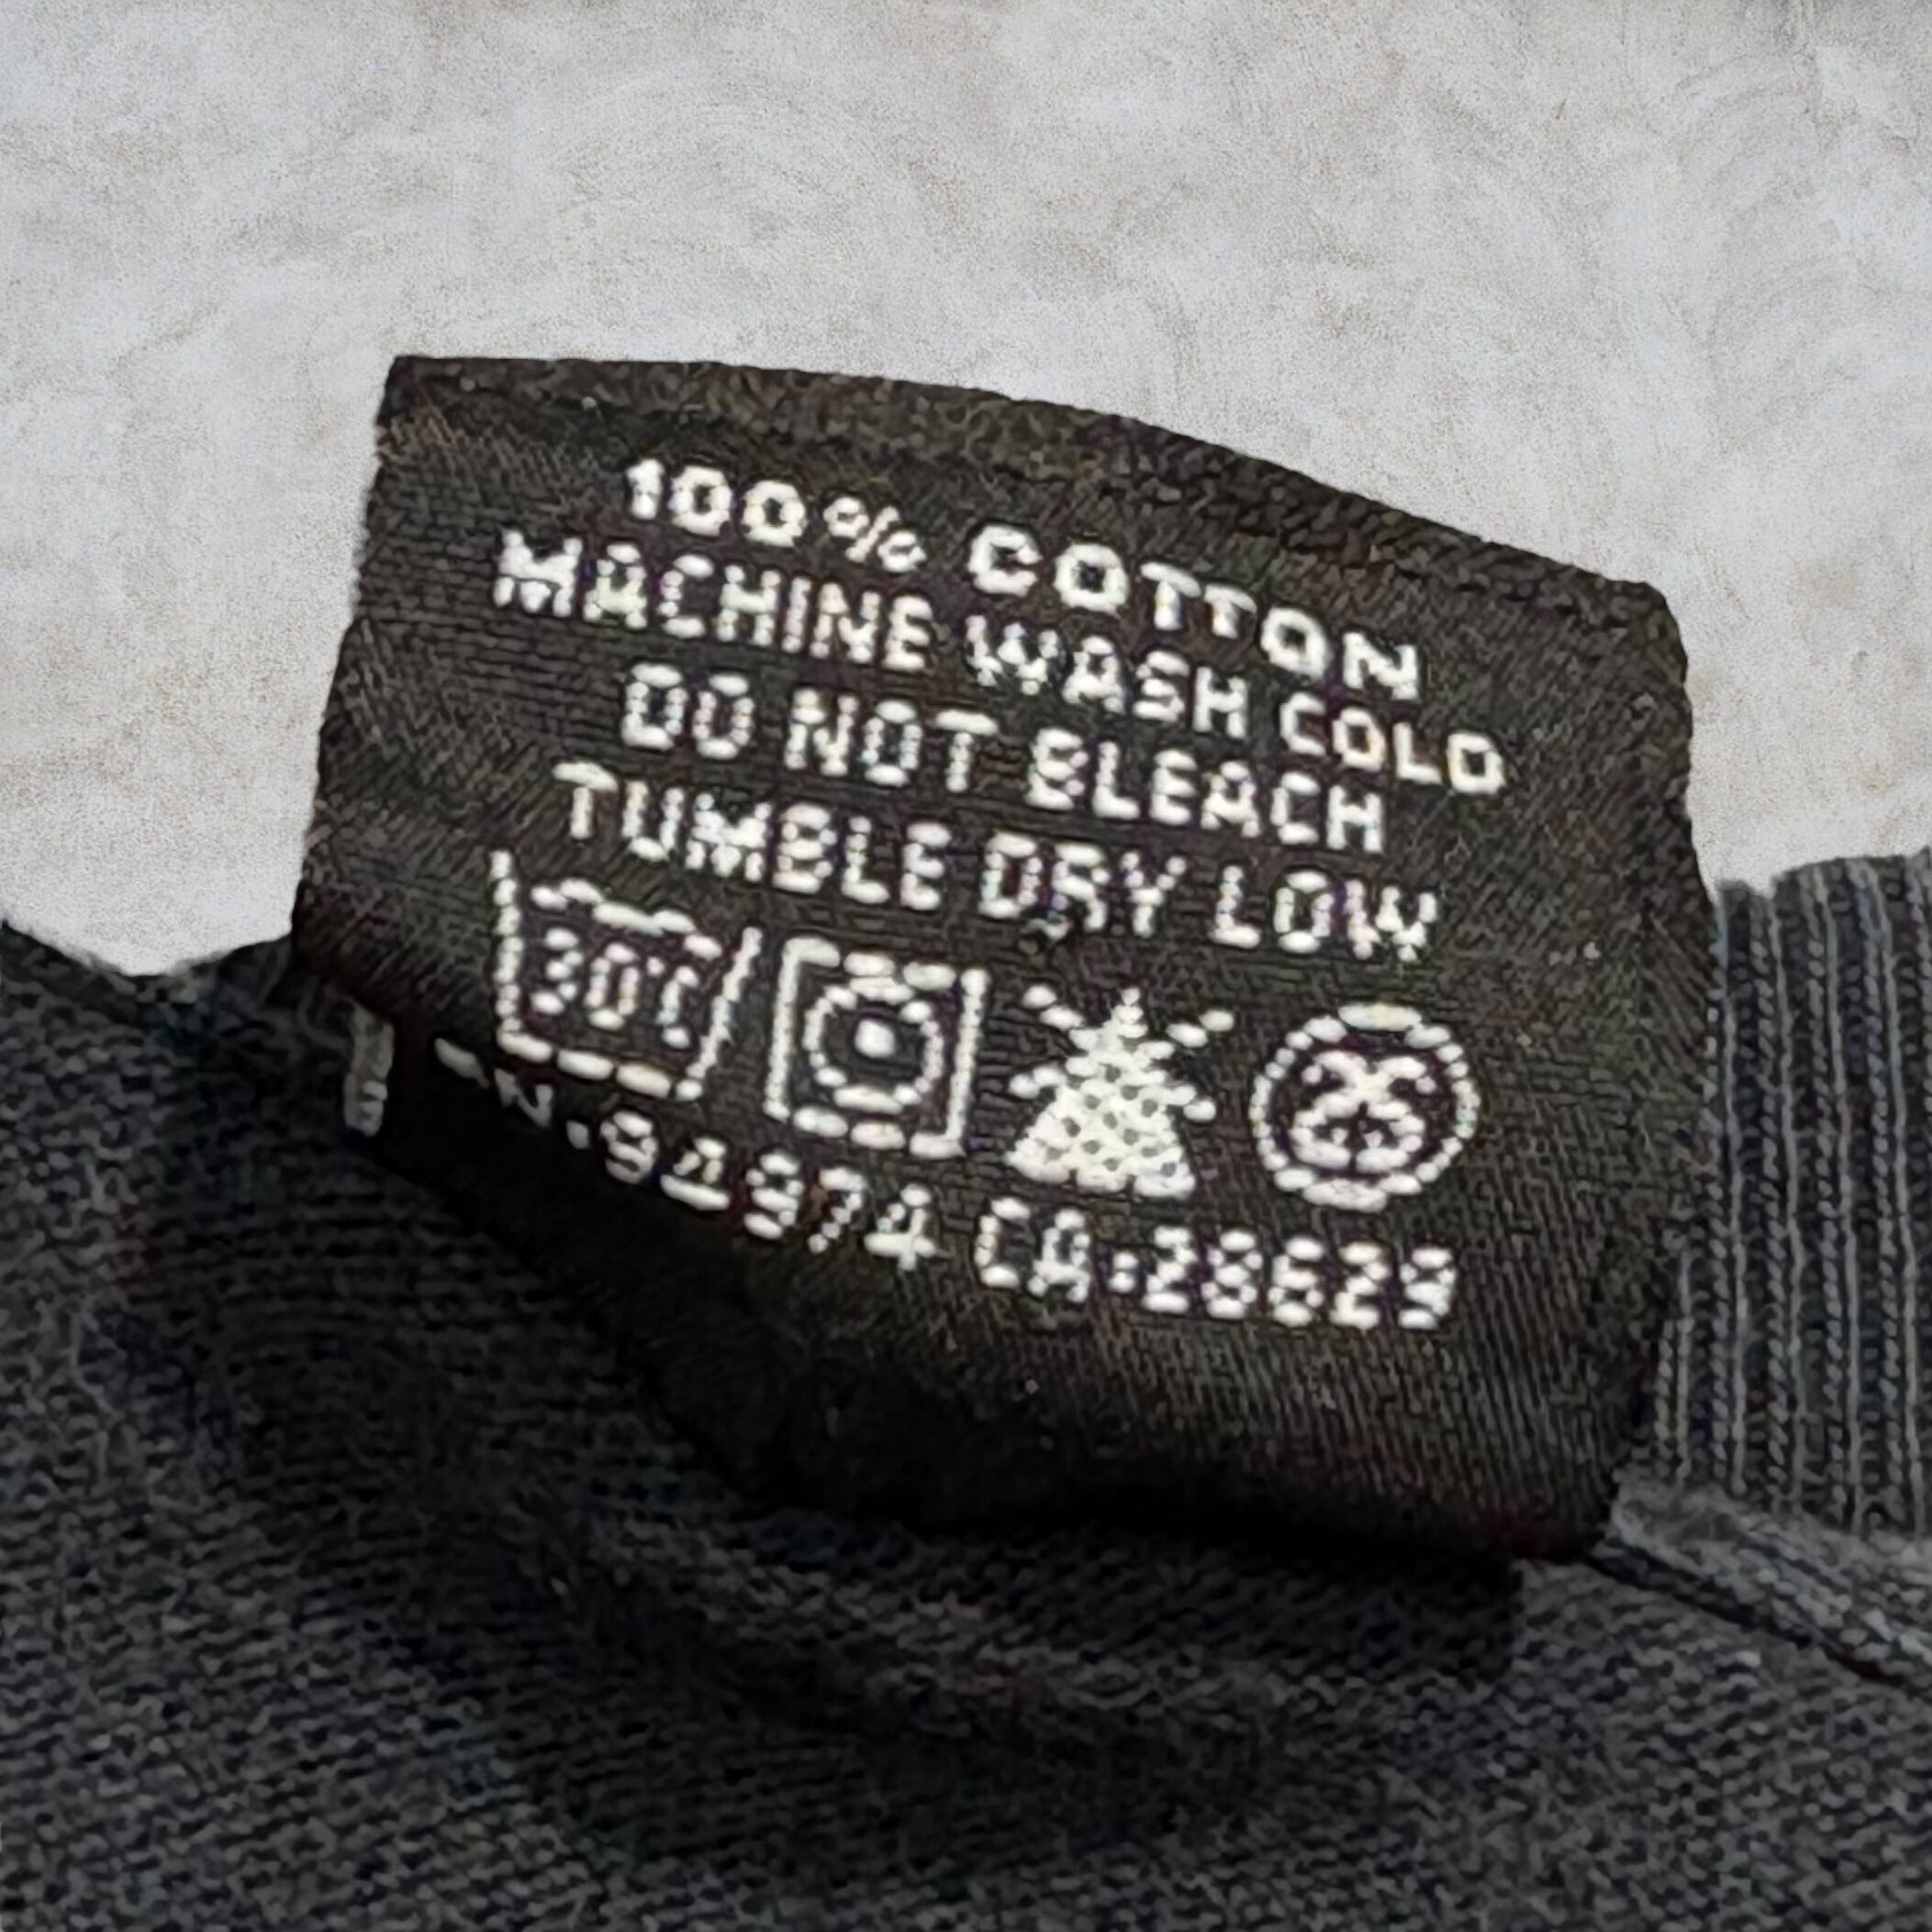 100% COTTON
MACHINE WASH COLD
DO NOT BLEACH
TUMBLE DRY LOW
30°C
94974 CA:28629